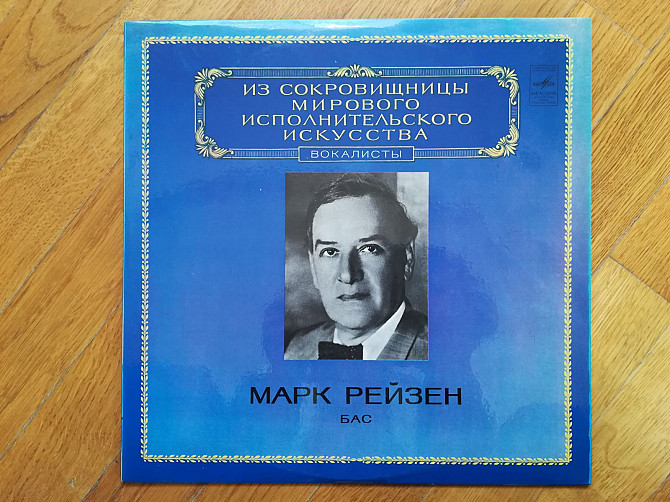 ИЗ СОКРОВИЩНИЦЫ
МИРОВОГО
ИСПОЛНИТЕЛЬСКОГО
ИСКУССТВА
ВОКАЛИСТЫ
МАРК РЕЙЗЕН
БАС